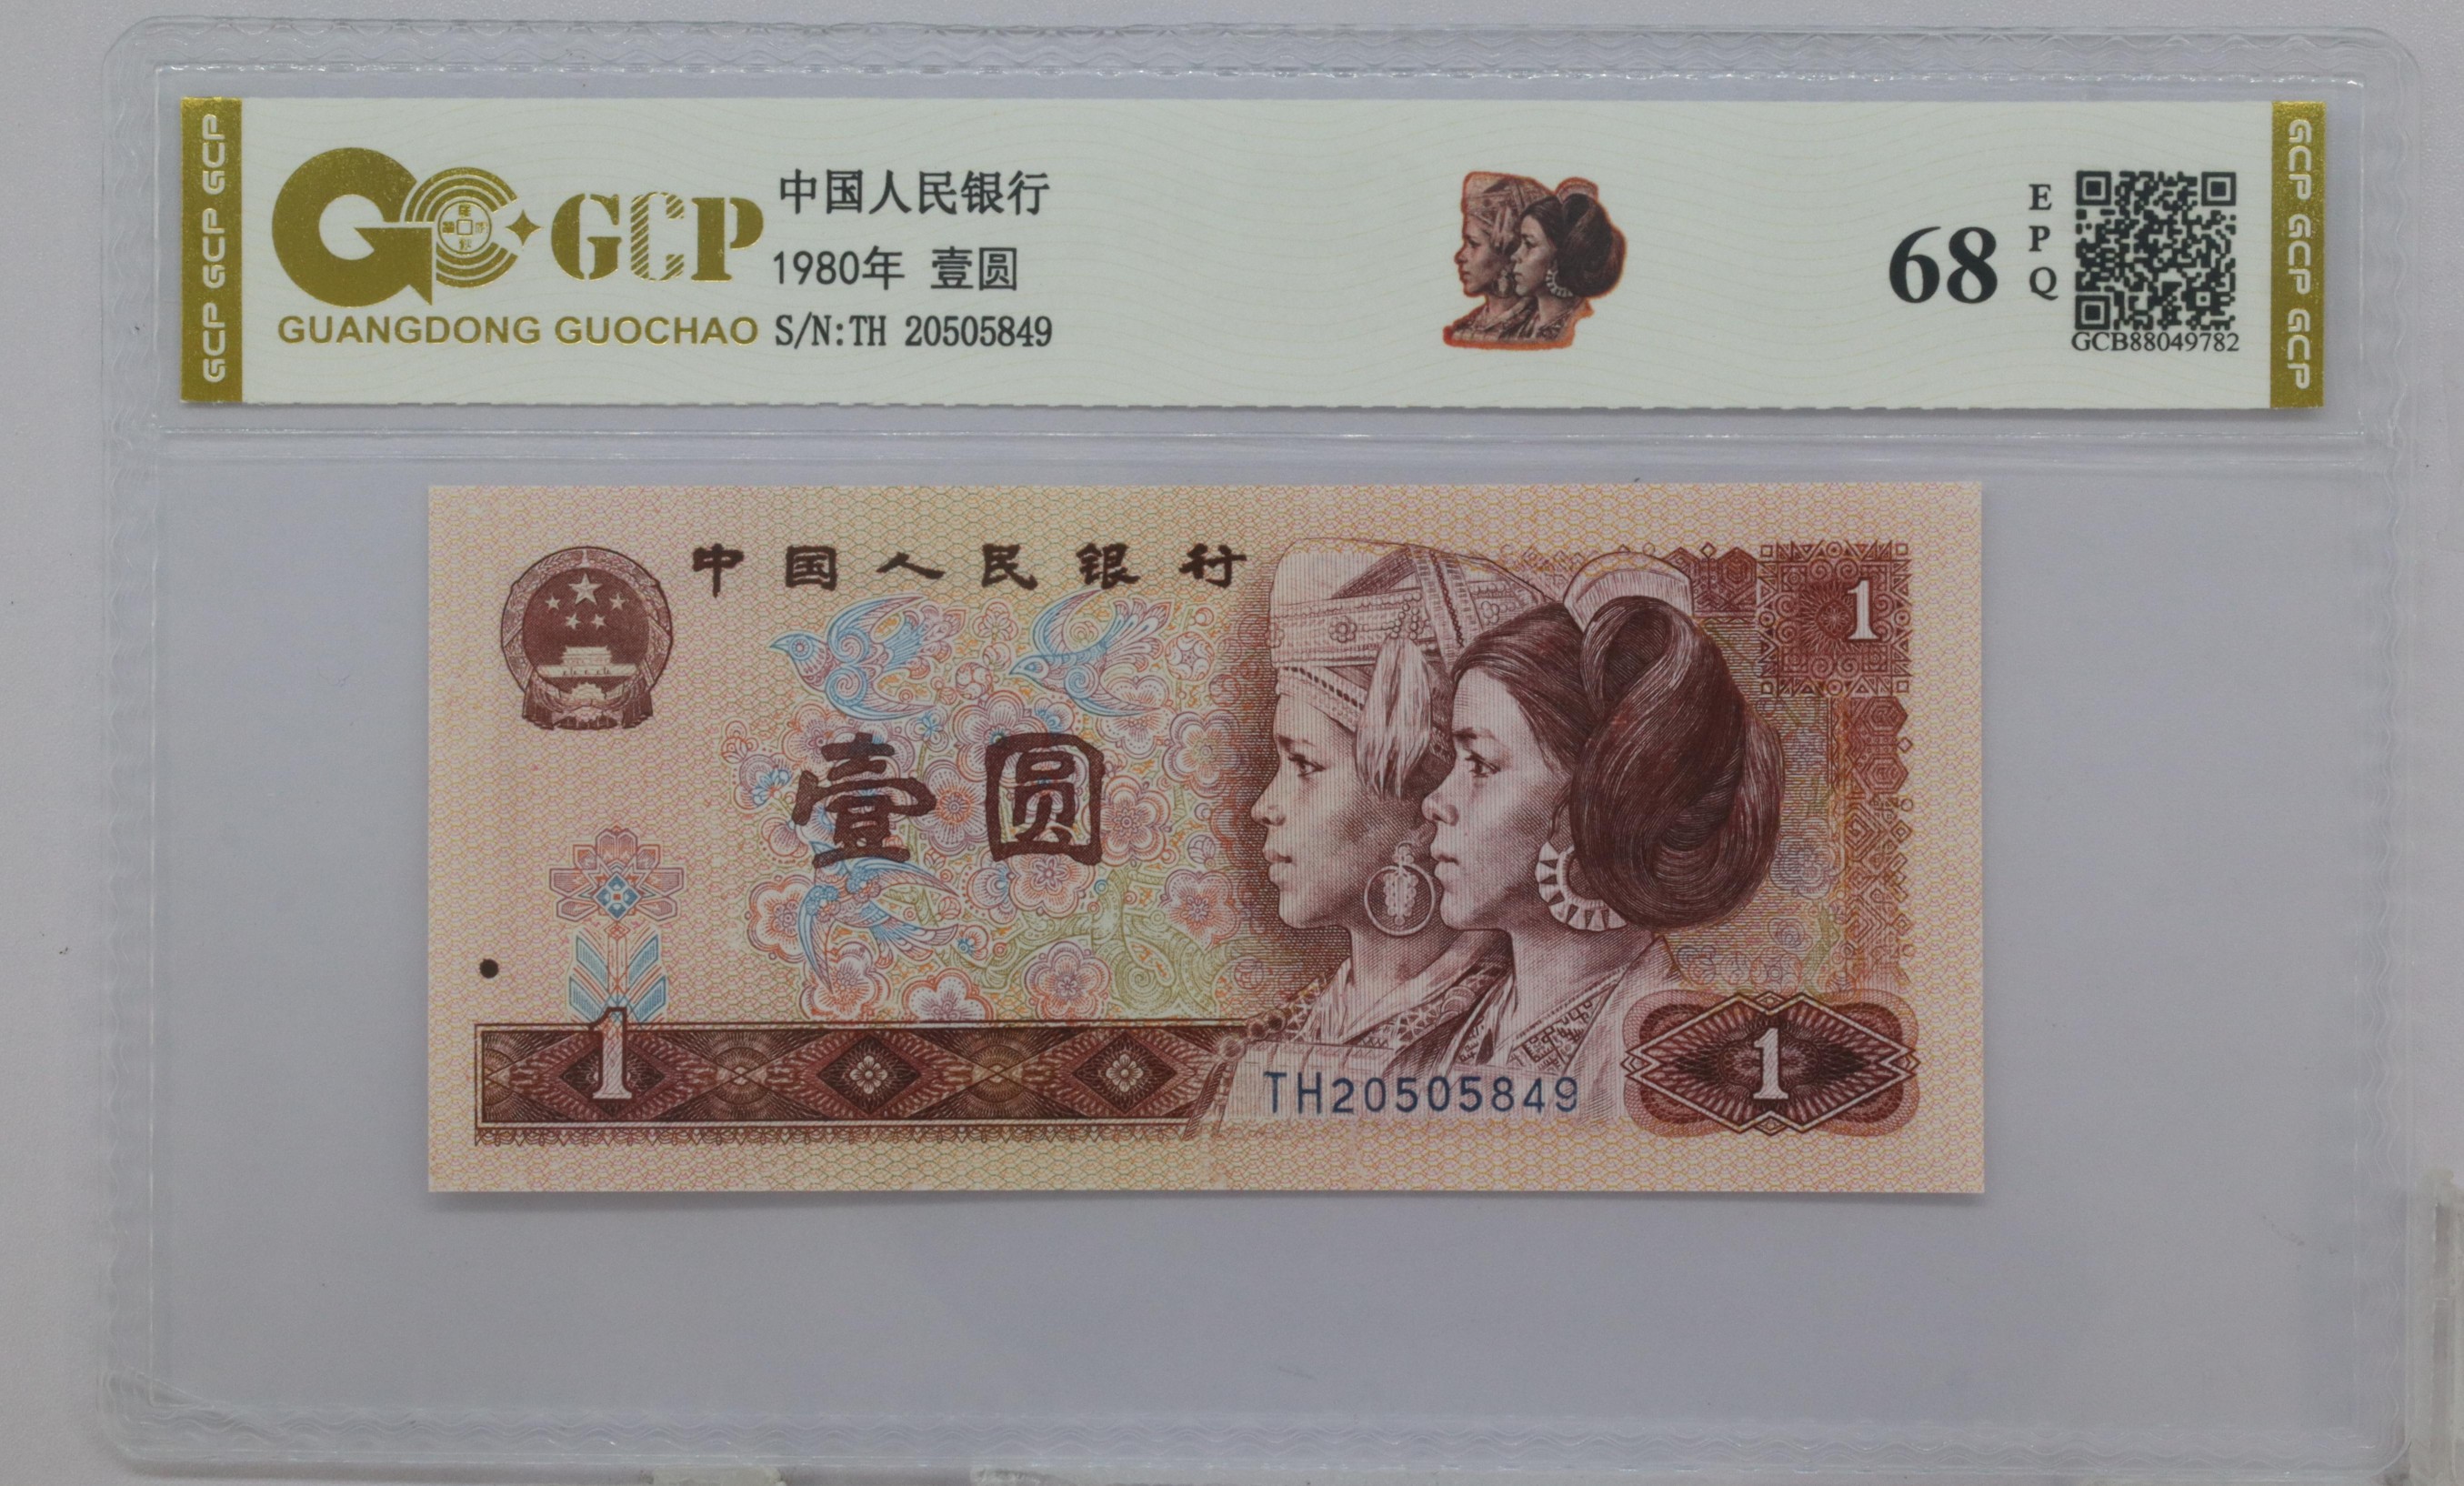 GCP GCP GCP
GCP
GUANGDONG GUOCHAO
中国人民银行
1980年 壹圆
S/N:TH 20505849
68
EPQ
GCB88049782
GCP GCP GCP
中国人民银行
1
壹圆
1
TH20505849
1